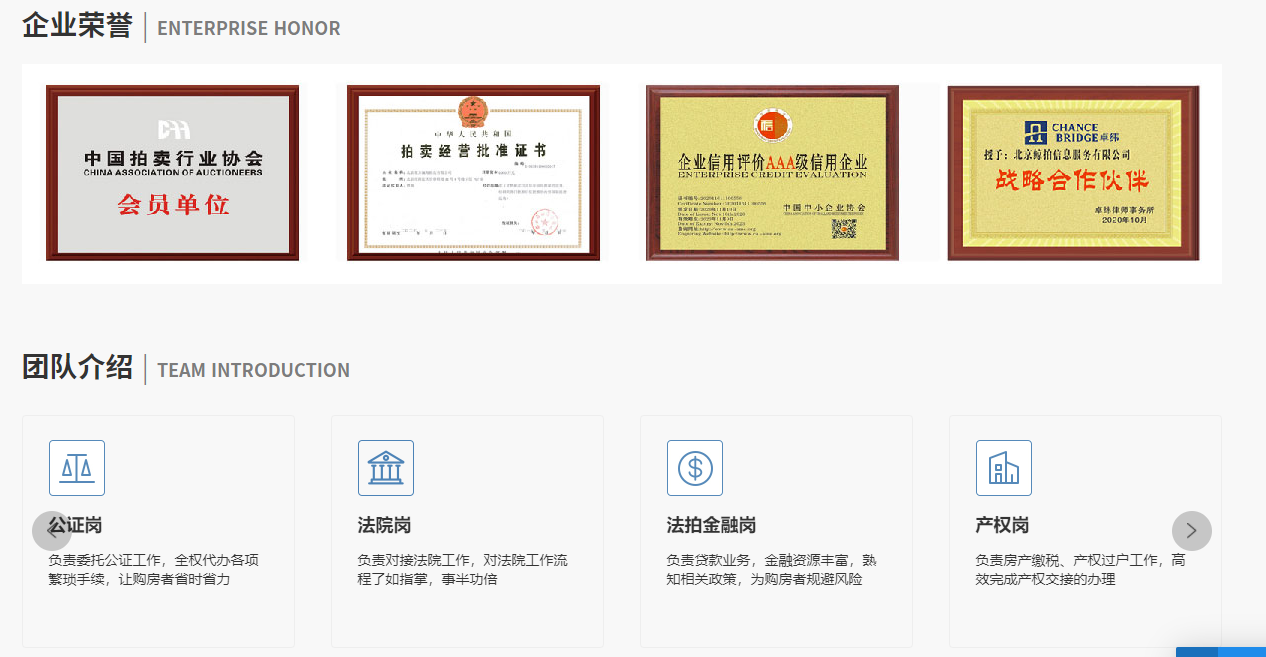 企业荣誉 ENTERPRISE HONOR
中国拍卖行业协会
CHINA ASSOCIATION OF AUCTIONEERS
会员单位
中华人民共和国
拍卖经营批准证书
企业信用评价AAA级信用企业
ENTERPRISE CREDIT EVALUATION
中国中小企业协会
CHANCE
BRIDGE卓纬
授予：北京鲸拍信息服务有限公司
战略合作伙伴
卓纬律师事务所
2020年10月
团队介绍 TEAM INTRODUCTION
公证岗
负责委托公证工作，全权代办各项
繁琐手续，让购房者省时省力
法院岗
负责对接法院工作，对法院工作流
程了如指掌，事半功倍
法拍金融岗
负责贷款业务，金融资源丰富，熟
知相关政策，为购房者规避风险
产权岗
负责房产缴税、产权过户工作，高
效完成产权交接的办理